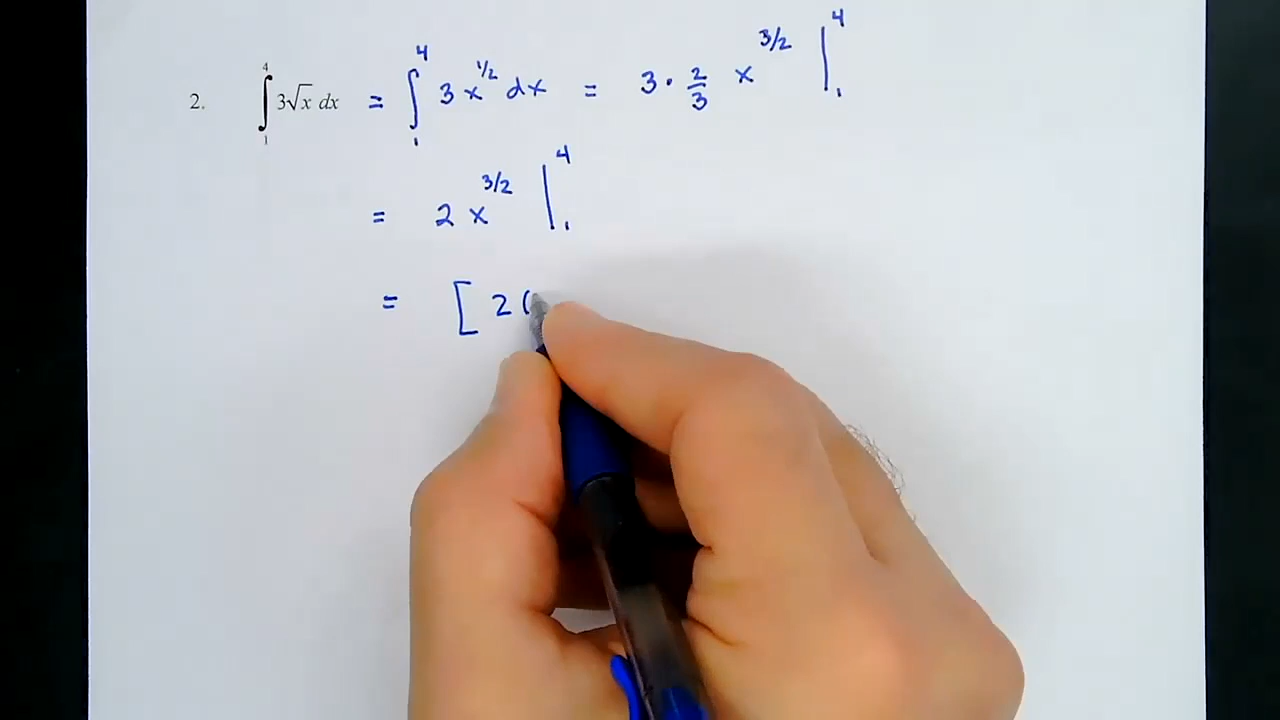 2. ∫₁⁴ 3√x dx = ∫₁⁴ 3 x^{1/2} dx = 3 · 2/3 x^{3/2} |₁⁴
= 2 x^{3/2} |₁⁴
= [ 2 (